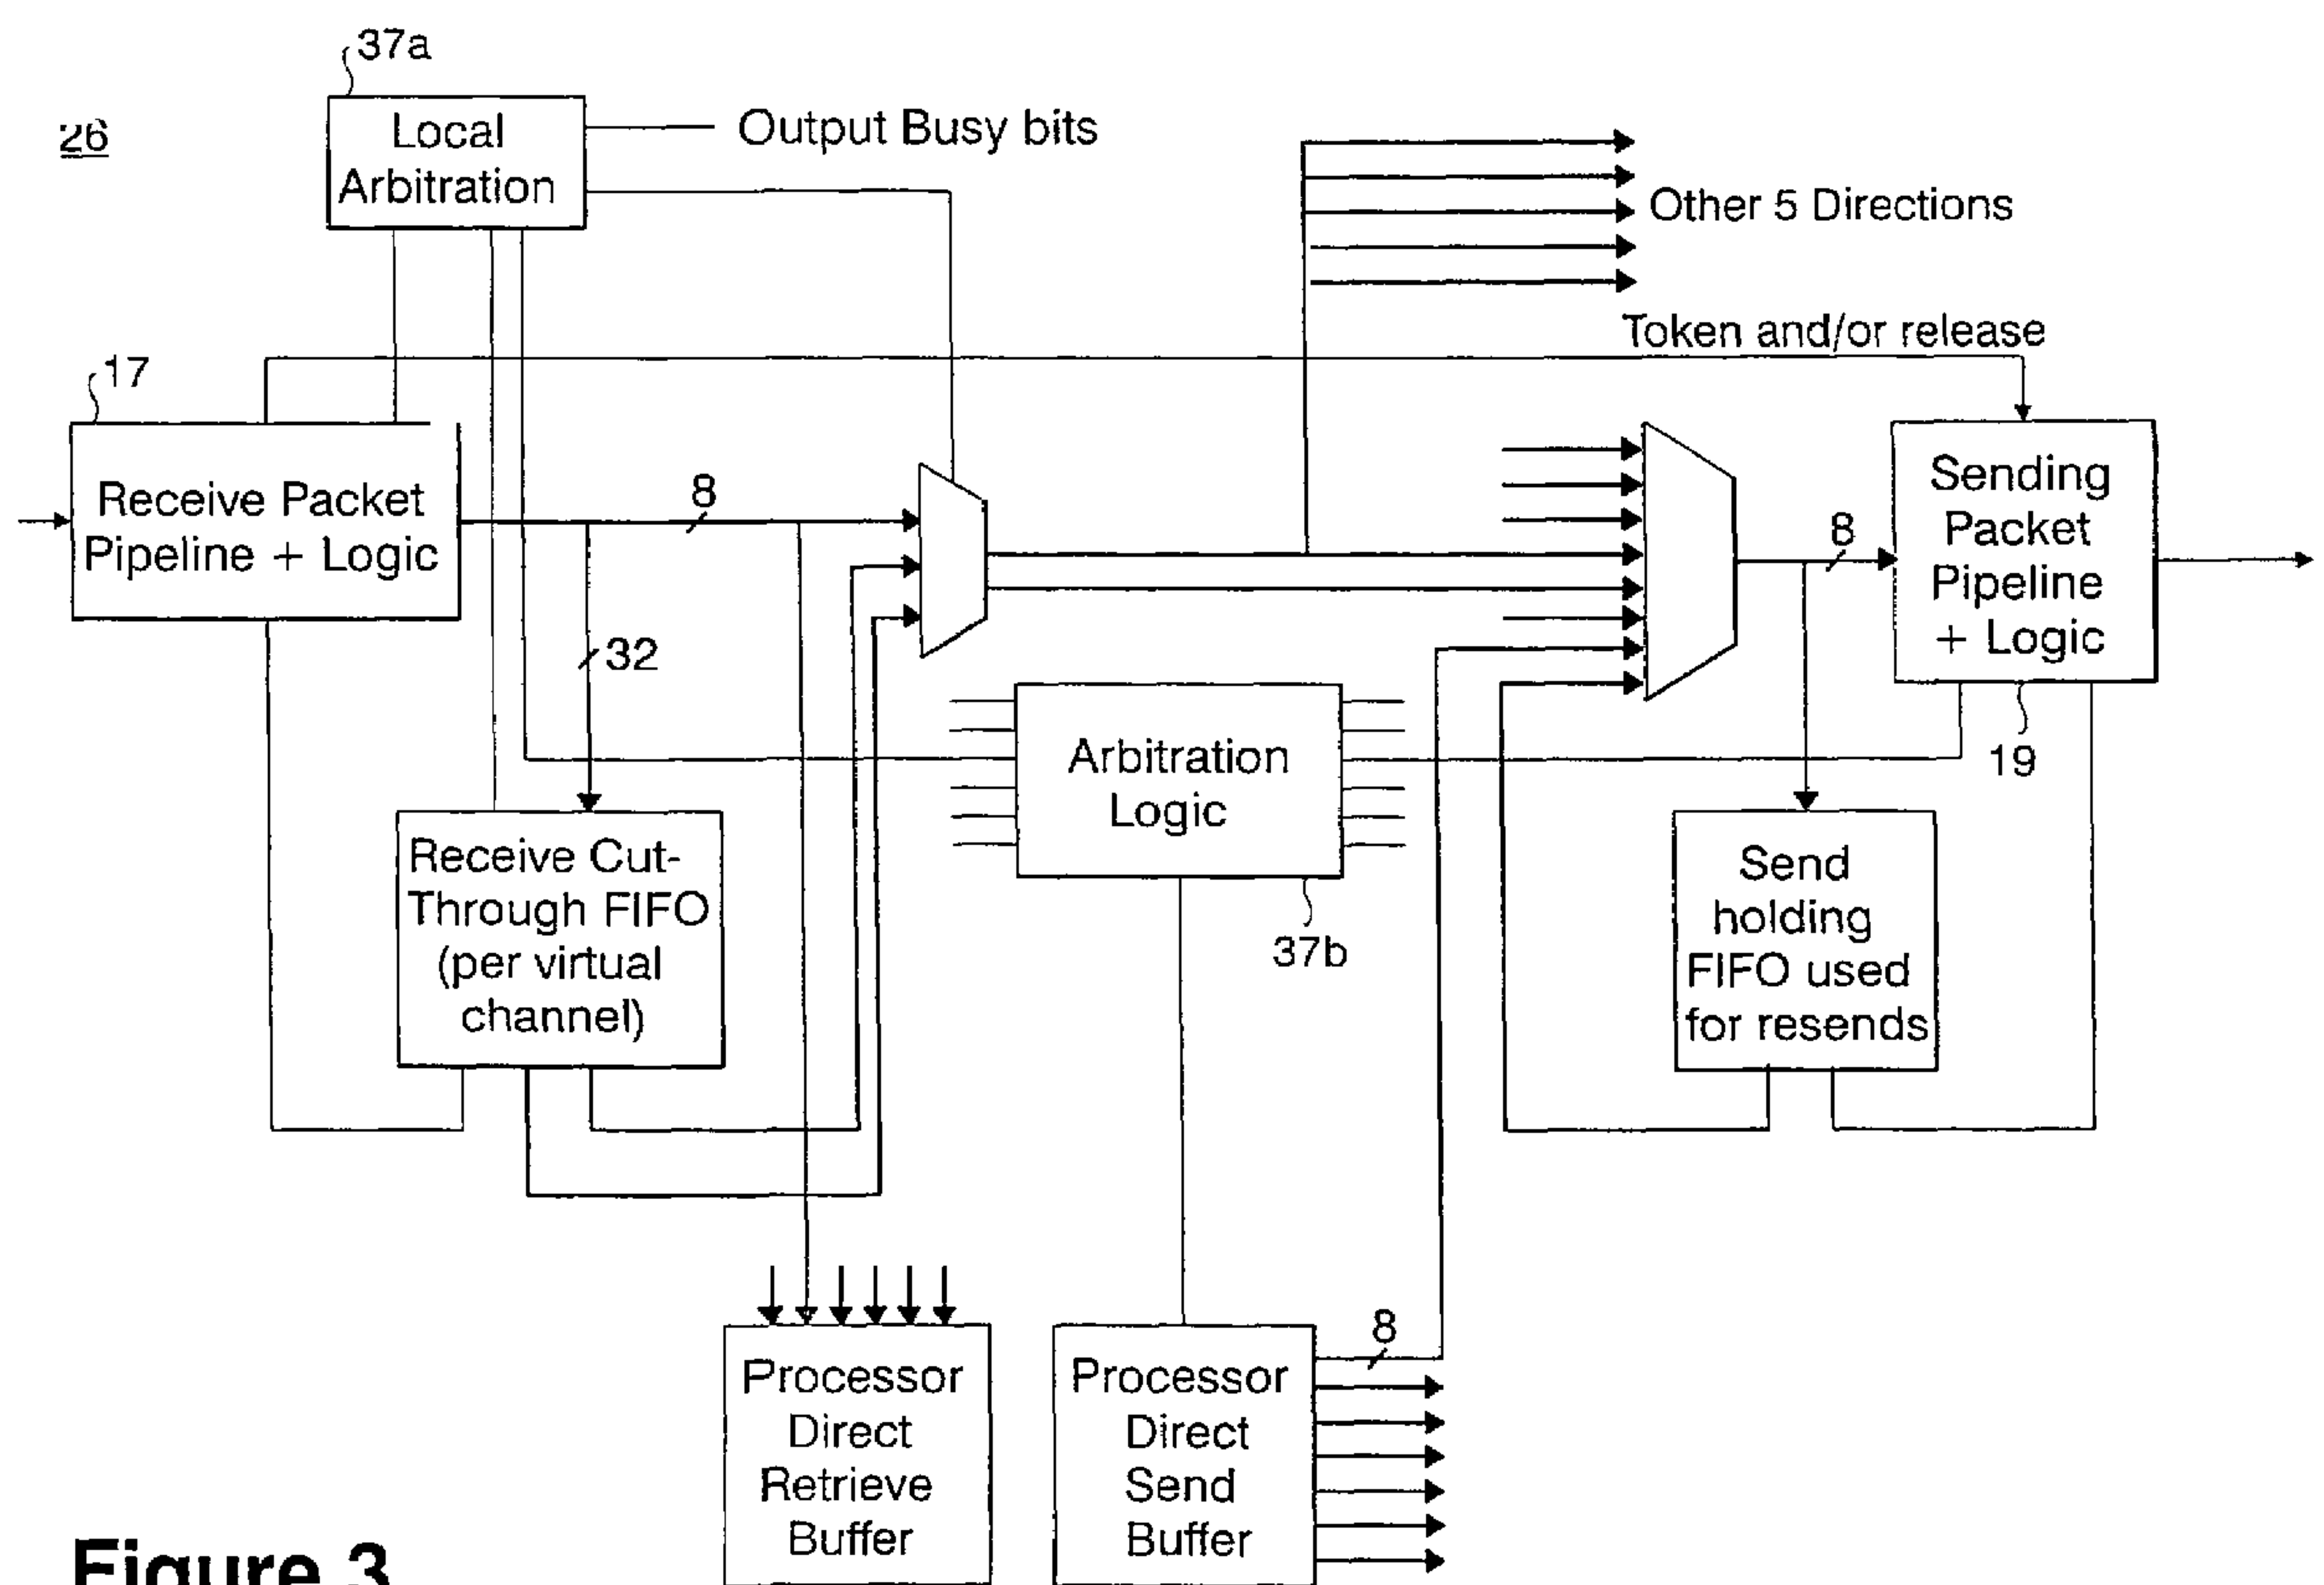 37a
26
Local
Arbitration
Output Busy bits
Other 5 Directions
Token and/or release
17
Receive Packet
Pipeline + Logic
8
32
8
Sending
Packet
Pipeline
+ Logic
19
Arbitration
Logic
37b
Receive Cut-
Through FIFO
(per virtual
channel)
Send
holding
FIFO used
for resends
Processor
Direct
Retrieve
Buffer
Processor
Direct
Send
Buffer
8
Figure 3